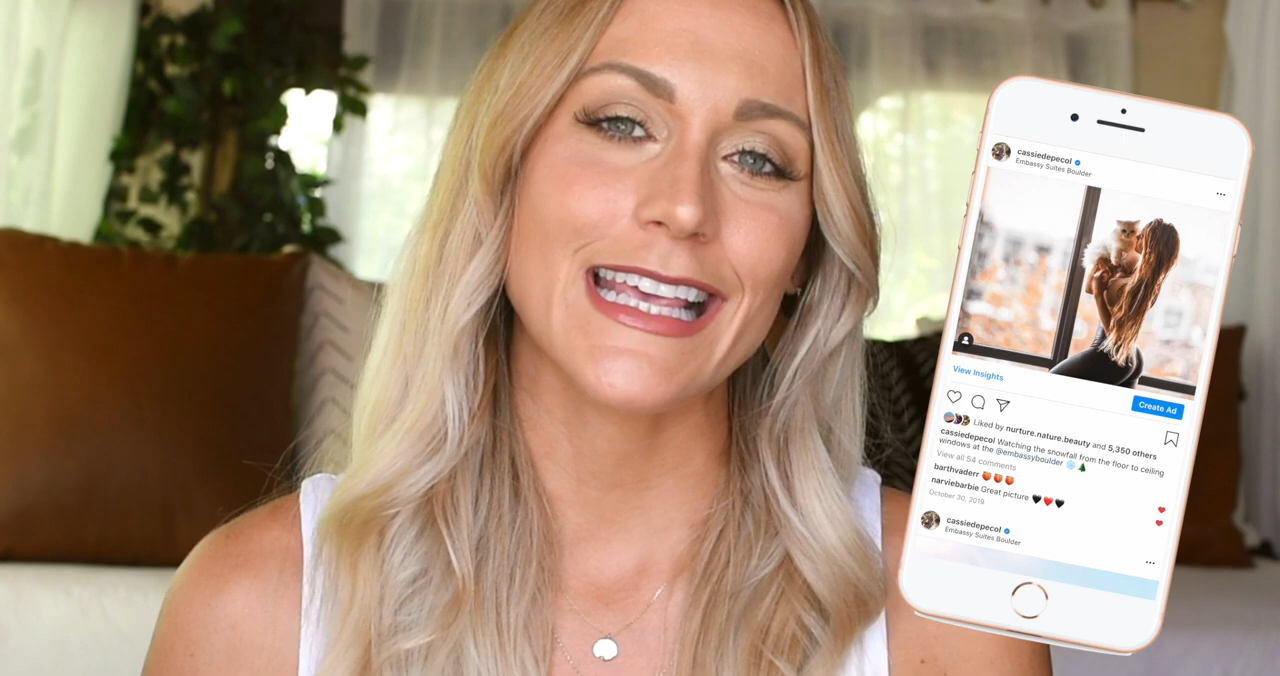 cassiedepecol
Embassy Suites Boulder
View Insights
Create Ad
Liked by nurture.nature.beauty and 5,350 others
cassiedepecol Watching the snowfall from the floor to ceiling
windows at the @embassyboulder ❄️🌲
View all 54 comments
barthvaderr 🍑🍑🍑
narviebarbie Great picture 🖤❤️🖤
October 30, 2019
cassiedepecol
Embassy Suites Boulder